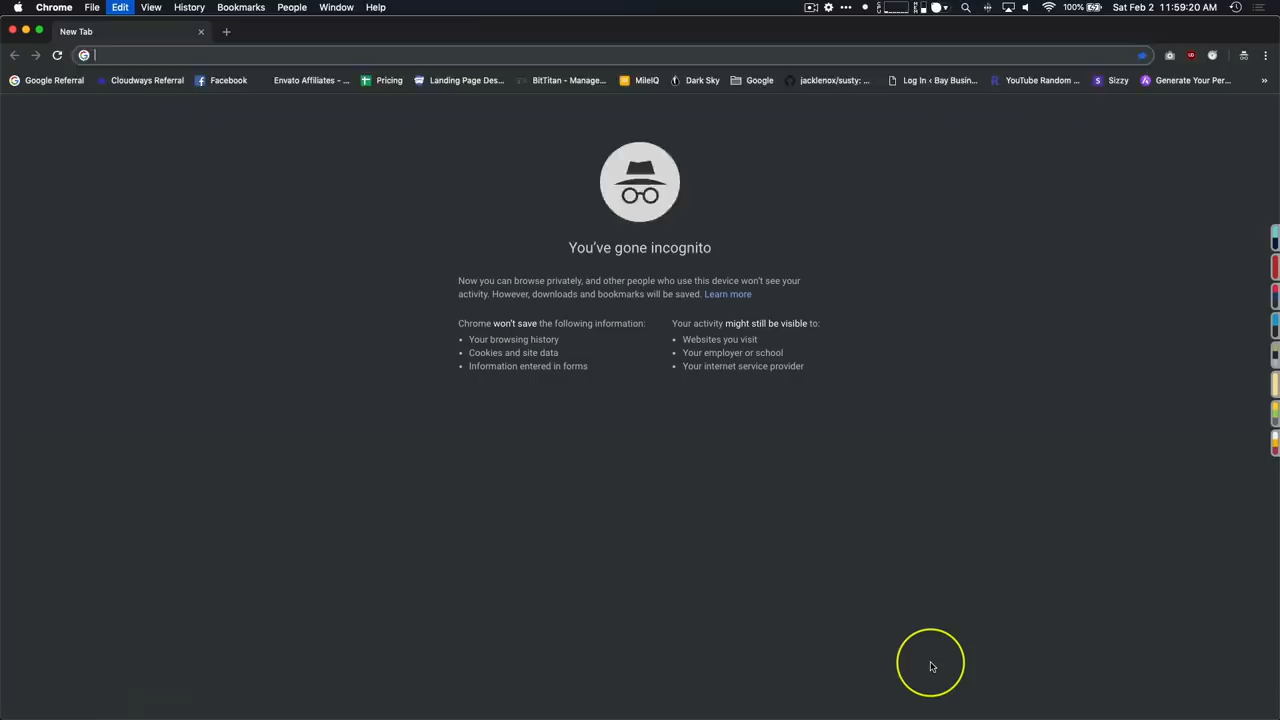 Chrome File Edit View History Bookmarks People Window Help 100% Sat Feb 2 11:59:20 AM
New Tab
Google Referral Cloudways Referral Facebook Envato Affiliates - ... Pricing Landing Page Des... BitTitan - Manage... MileIQ Dark Sky Google jacklenox/susty: ... Log In ‹ Bay Busin... YouTube Random ... Sizzy Generate Your Per...
You've gone incognito
Now you can browse privately, and other people who use this device won't see your
activity. However, downloads and bookmarks will be saved. Learn more
Chrome won't save the following information:
• Your browsing history
• Cookies and site data
• Information entered in forms
Your activity might still be visible to:
• Websites you visit
• Your employer or school
• Your internet service provider